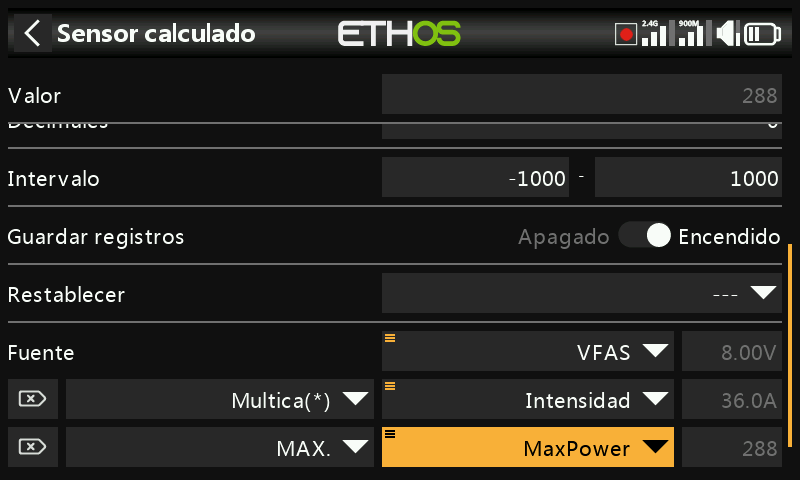 Sensor calculado ETHOS 2.4G 900M
Valor 288
Decimales 0
Intervalo -1000 - 1000
Guardar registros Apagado Encendido
Restablecer ---
Fuente VFAS 8.00V
Multica(*) Intensidad 36.0A
MAX. MaxPower 288